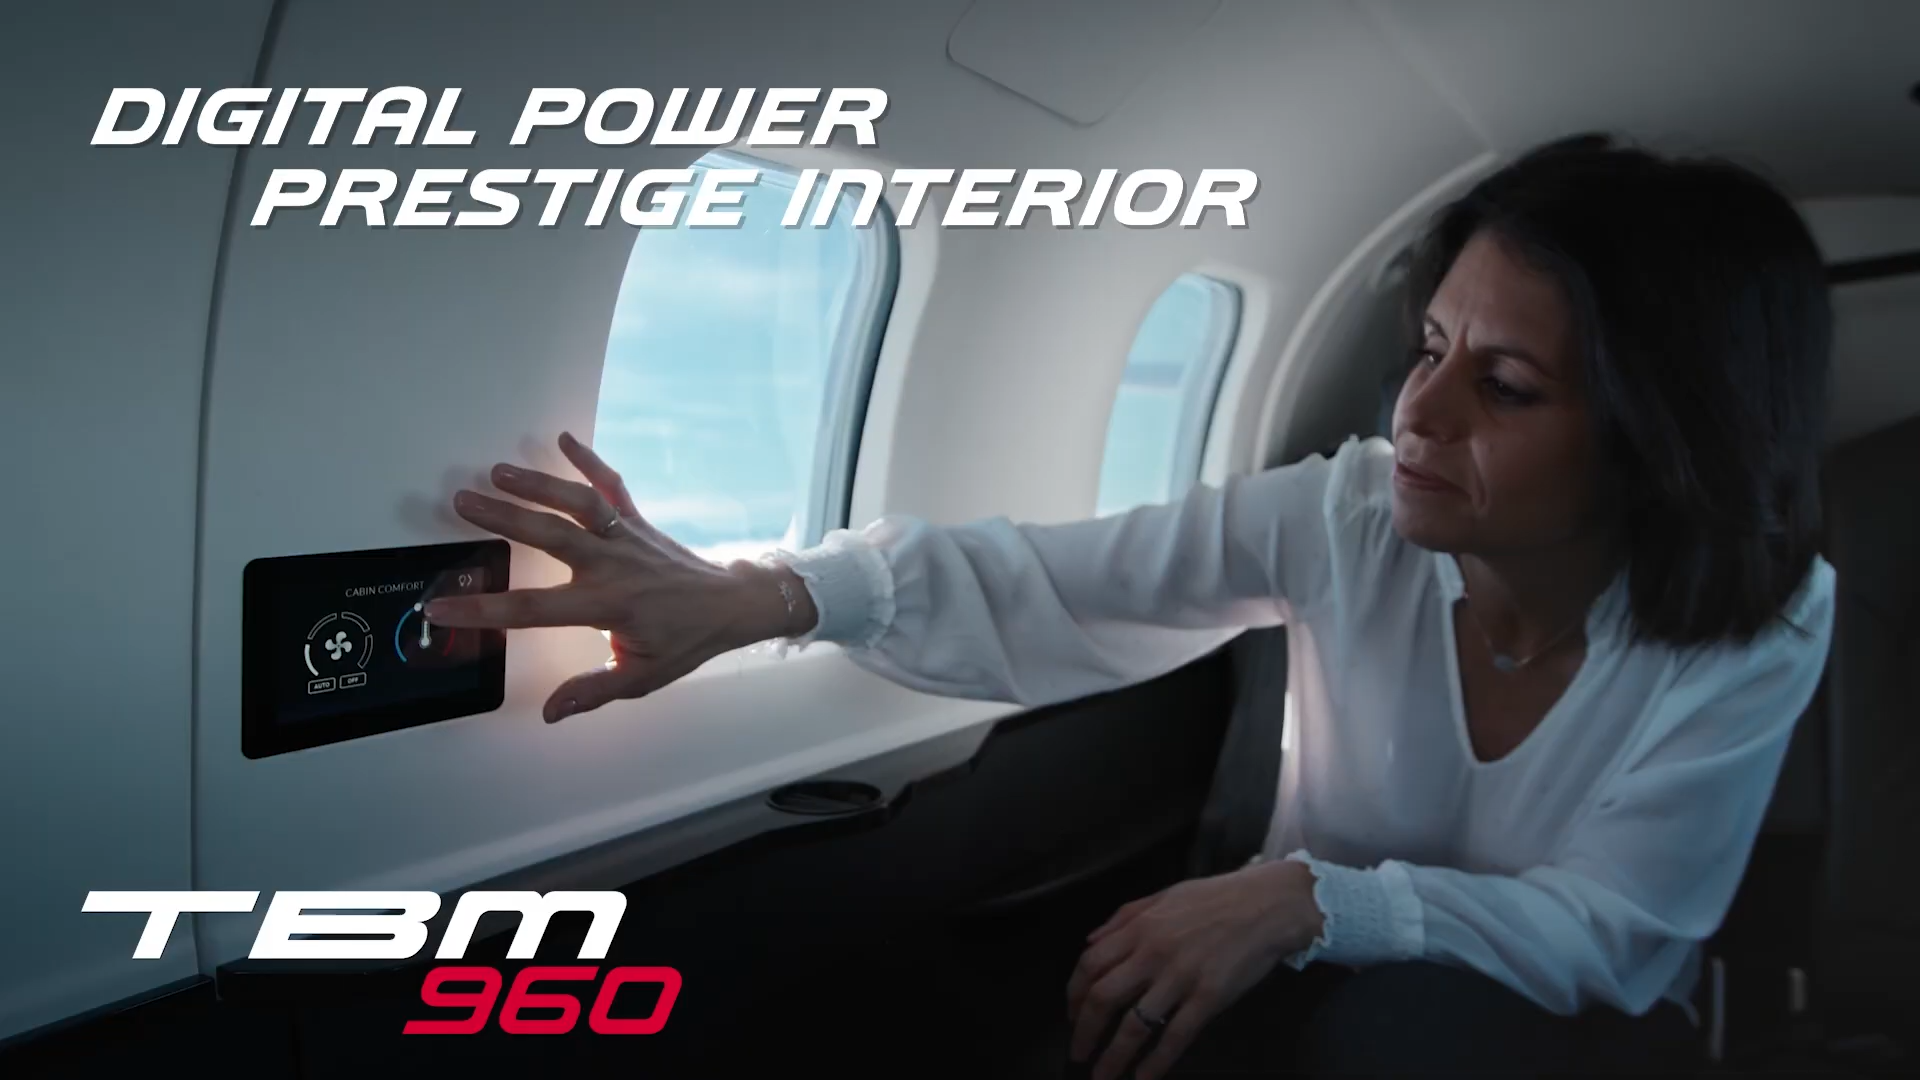 DIGITAL POWER
PRESTIGE INTERIOR
CABIN COMFORT
AUTO OFF
TBM
960